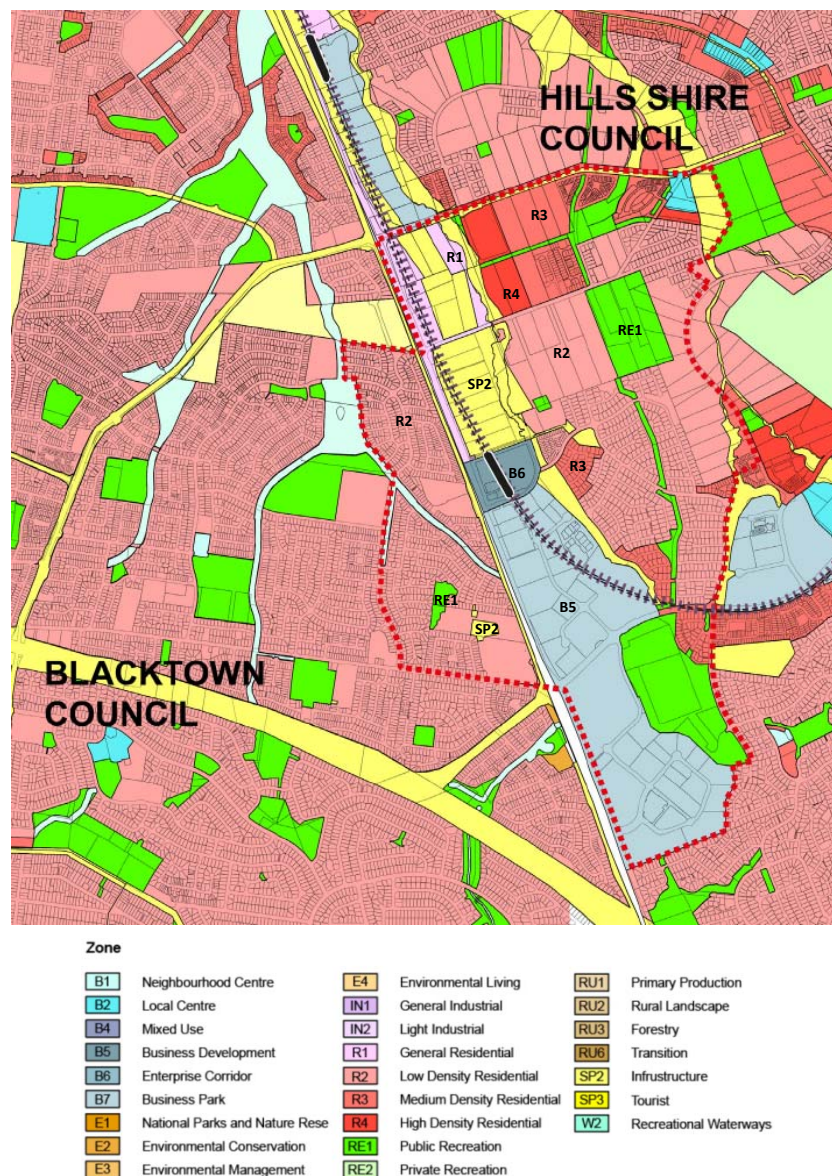 HILLS SHIRE
COUNCIL
R3
R1
R4
RE1
R2
SP2
R2
B6
R3
RE1
B5
SP2
BLACKTOWN
COUNCIL
Zone
B1 Neighbourhood Centre
B2 Local Centre
B4 Mixed Use
B5 Business Development
B6 Enterprise Corridor
B7 Business Park
E1 National Parks and Nature Rese
E2 Environmental Conservation
E3 Environmental Management
E4 Environmental Living
IN1 General Industrial
IN2 Light Industrial
R1 General Residential
R2 Low Density Residential
R3 Medium Density Residential
R4 High Density Residential
RE1 Public Recreation
RE2 Private Recreation
RU1 Primary Production
RU2 Rural Landscape
RU3 Forestry
RU6 Transition
SP2 Infrustructure
SP3 Tourist
W2 Recreational Waterways